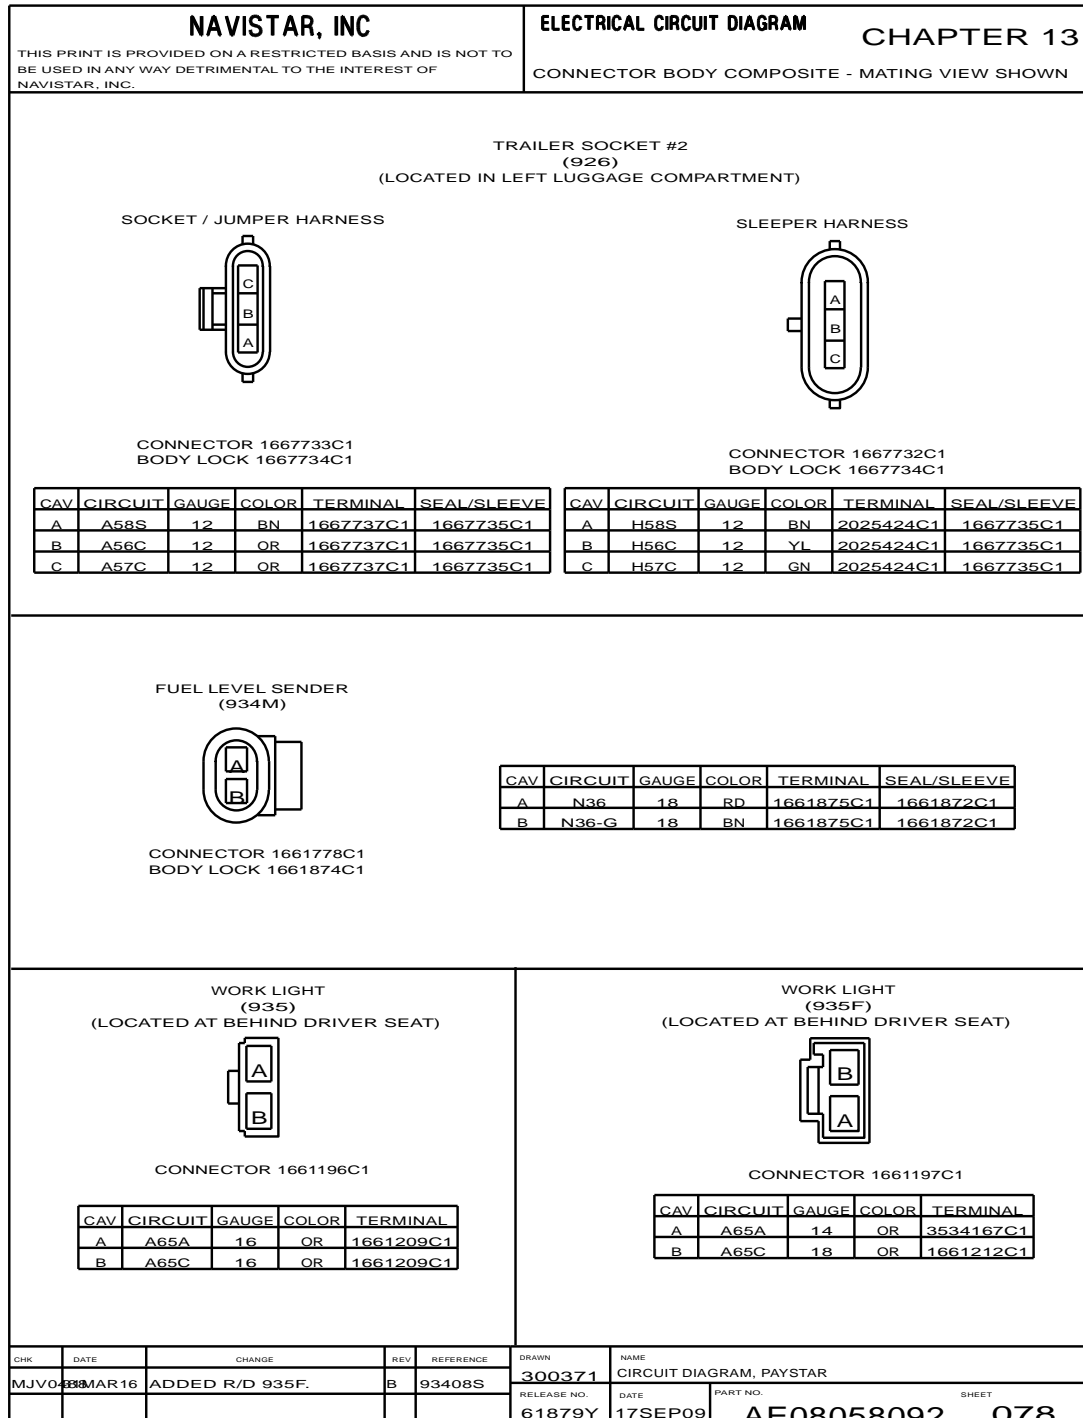 NAVISTAR, INC
THIS PRINT IS PROVIDED ON A RESTRICTED BASIS AND IS NOT TO
BE USED IN ANY WAY DETRIMENTAL TO THE INTEREST OF
NAVISTAR, INC.
ELECTRICAL CIRCUIT DIAGRAM
CHAPTER 13
CONNECTOR BODY COMPOSITE - MATING VIEW SHOWN
TRAILER SOCKET #2
(926)
(LOCATED IN LEFT LUGGAGE COMPARTMENT)
SOCKET / JUMPER HARNESS
C
B
A
CONNECTOR 1667733C1
BODY LOCK 1667734C1
CAV CIRCUIT GAUGE COLOR TERMINAL SEAL/SLEEVE
A A58S 12 BN 1667737C1 1667735C1
B A56C 12 OR 1667737C1 1667735C1
C A57C 12 OR 1667737C1 1667735C1
SLEEPER HARNESS
A
B
C
CONNECTOR 1667732C1
BODY LOCK 1667734C1
CAV CIRCUIT GAUGE COLOR TERMINAL SEAL/SLEEVE
A H58S 12 BN 2025424C1 1667735C1
B H56C 12 YL 2025424C1 1667735C1
C H57C 12 GN 2025424C1 1667735C1
FUEL LEVEL SENDER
(934M)
A
B
CONNECTOR 1661778C1
BODY LOCK 1661874C1
CAV CIRCUIT GAUGE COLOR TERMINAL SEAL/SLEEVE
A N36 18 RD 1661875C1 1661872C1
B N36-G 18 BN 1661875C1 1661872C1
WORK LIGHT
(935)
(LOCATED AT BEHIND DRIVER SEAT)
A
B
CONNECTOR 1661196C1
CAV CIRCUIT GAUGE COLOR TERMINAL
A A65A 16 OR 1661209C1
B A65C 16 OR 1661209C1
WORK LIGHT
(935F)
(LOCATED AT BEHIND DRIVER SEAT)
B
A
CONNECTOR 1661197C1
CAV CIRCUIT GAUGE COLOR TERMINAL
A A65A 14 OR 3534167C1
B A65C 18 OR 1661212C1
CHK DATE CHANGE REV REFERENCE
ADDED R/D 935F. B 93408S
DRAWN
300371
NAME
CIRCUIT DIAGRAM, PAYSTAR
RELEASE NO.
61879Y
DATE
17SEP09
PART NO.
AE08058092
SHEET
078